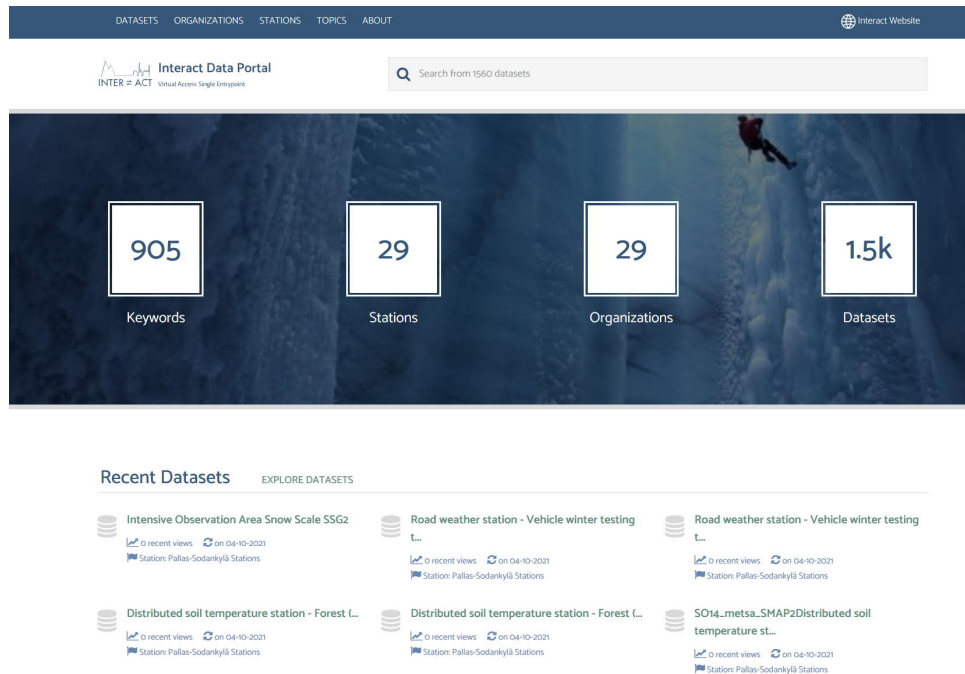 DATASETS ORGANIZATIONS STATIONS TOPICS ABOUT Interact Website
Interact Data Portal
INTER ⇌ ACT Virtual Access Single Entrypoint
Search from 1560 datasets
905 29 29 1.5k
Keywords Stations Organizations Datasets
Recent Datasets EXPLORE DATASETS
Intensive Observation Area Snow Scale SSG2
0 recent views on 04-10-2021
Station: Pallas-Sodankylä Stations
Road weather station - Vehicle winter testing
t...
0 recent views on 04-10-2021
Station: Pallas-Sodankylä Stations
Road weather station - Vehicle winter testing
t...
0 recent views on 04-10-2021
Station: Pallas-Sodankylä Stations
Distributed soil temperature station - Forest (...
0 recent views on 04-10-2021
Station: Pallas-Sodankylä Stations
Distributed soil temperature station - Forest (...
0 recent views on 04-10-2021
Station: Pallas-Sodankylä Stations
SO14_metsa_SMAP2Distributed soil
temperature st...
0 recent views on 04-10-2021
Station: Pallas-Sodankylä Stations